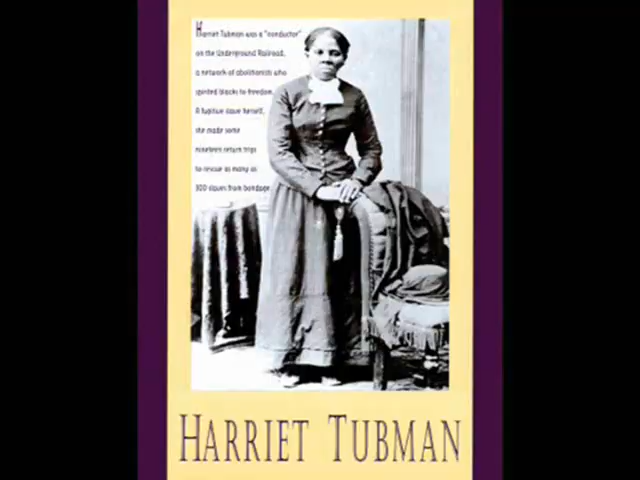 Harriet Tubman was a "conductor"
on the Underground Railroad,
a network of abolitionists who
spirited blacks to freedom.
A fugitive slave herself,
she made some
nineteen return trips
to rescue as many as
300 slaves from bondage.
HARRIET TUBMAN